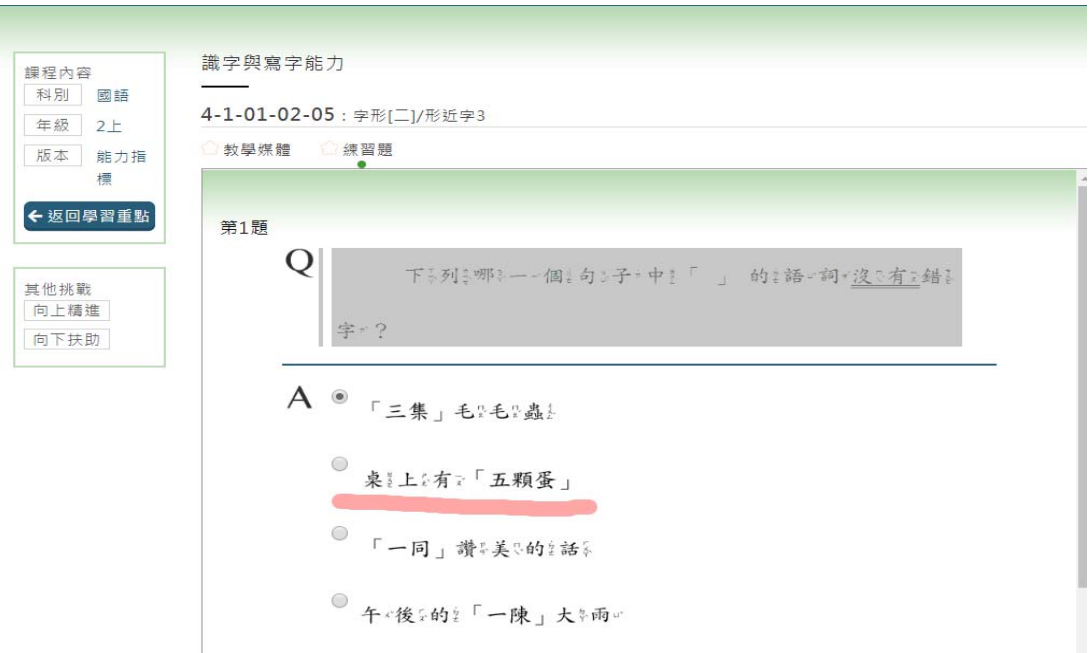 課程內容
科別 國語
年級 2上
版本 能力指
標
返回學習重點
其他挑戰
向上精進
向下扶助
識字與寫字能力
4-1-01-02-05：字形[二]/形近字3
教學媒體 練習題
第1題
Q
下列哪一個句子中「 」的語詞沒有錯
字？
A
「三集」毛毛蟲
桌上有「五顆蛋」
「一同」讚美的話
午後的「一陳」大雨